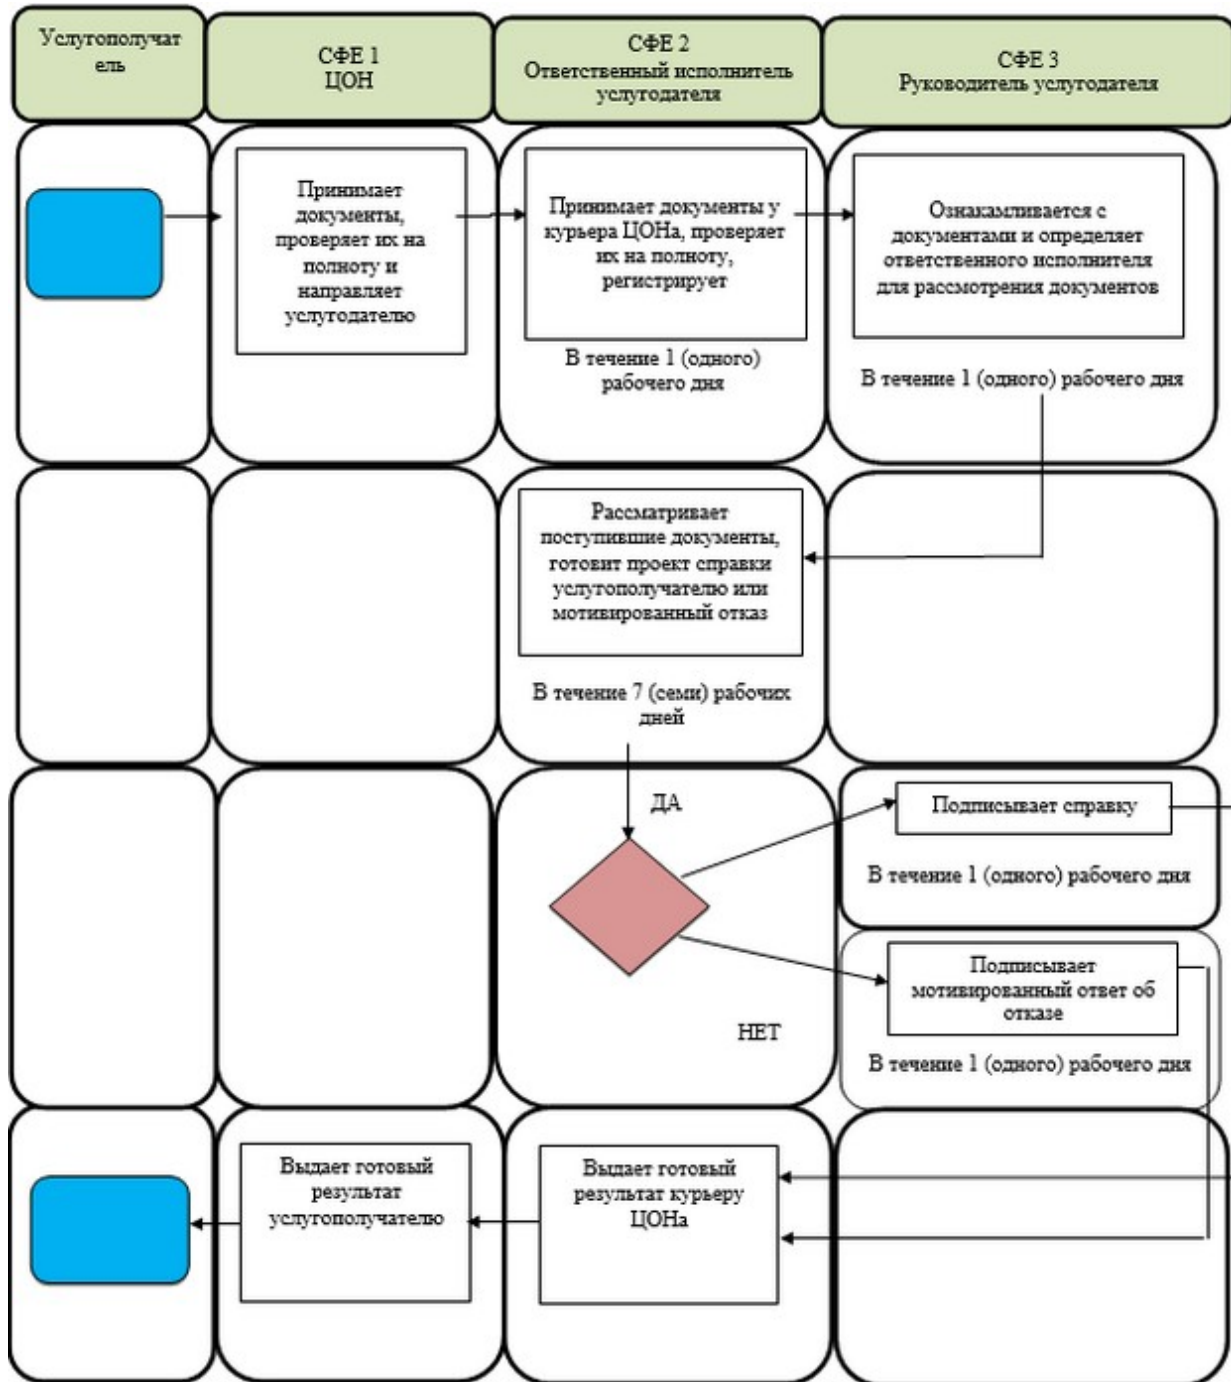 Услугополучат
ель
СФЕ 1
ЦОН
СФЕ 2
Ответственный исполнитель
услугодателя
СФЕ 3
Руководитель услугодателя
Принимает
документы,
проверяет их на
полноту и
направляет
услугодателю
Принимает документы у
курьера ЦОНа, проверяет
их на полноту,
регистрирует
В течение 1 (одного)
рабочего дня
Ознакамливается с
документами и определяет
ответственного исполнителя
для рассмотрения документов
В течение 1 (одного) рабочего дня
Рассматривает
поступившие документы,
готовит проект справки
услугополучателю или
мотивированный отказ
В течение 7 (семи) рабочих
дней
ДА
Подписывает справку
В течение 1 (одного) рабочего дня
НЕТ
Подписывает
мотивированный ответ об
отказе
В течение 1 (одного) рабочего дня
Выдает готовый
результат
услугополучателю
Выдает готовый
результат курьеру
ЦОНа